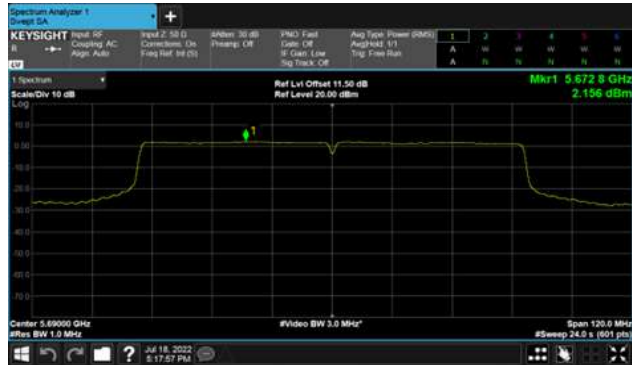 Spectrum Analyzer 1
Swept SA
+
KEYSIGHT
Input: RF
Coupling: AC
Align: Auto
Input Z: 50 Ω
Corrections: On
Freq Ref: Int (S)
#Atten: 30 dB
Preamp: Off
PNO: Fast
Gate: Off
IF Gain: Low
Sig Track: Off
Avg Type: Power (RMS)
Avg|Hold: 1/1
Trig: Free Run
1 2 3 4 5 6
A W W W W W
A N N N N N
1 Spectrum
Scale/Div 10 dB
Log
Ref Lvl Offset 11.50 dB
Ref Level 20.00 dBm
Mkr1 5.672 8 GHz
2.156 dBm
10.0
0.00
1
-10.0
-20.0
-30.0
-40.0
-50.0
-60.0
-70.0
Center 5.69000 GHz
#Res BW 1.0 MHz
#Video BW 3.0 MHz*
Span 120.0 MHz
#Sweep 24.0 s (601 pts)
?
Jul 18, 2022
5:17:57 PM